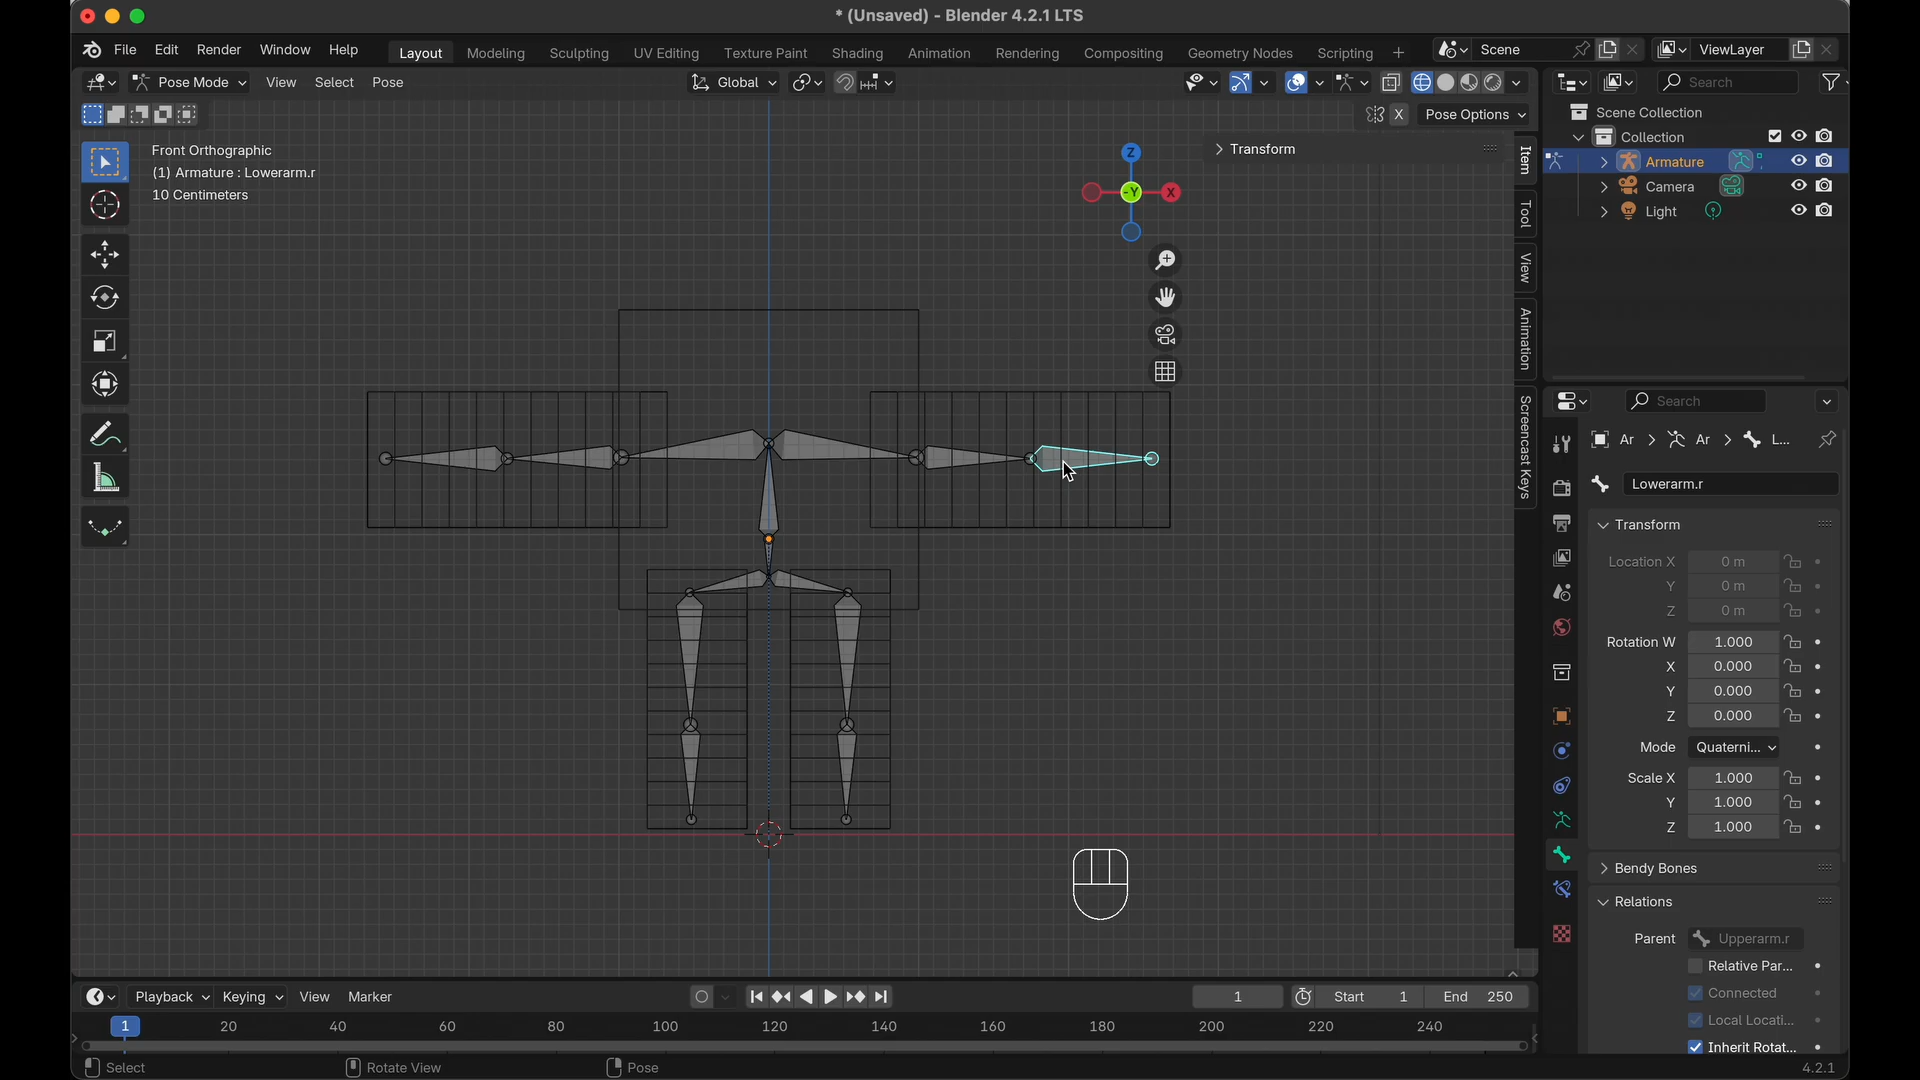 * (Unsaved) - Blender 4.2.1 LTS
File Edit Render Window Help Layout Modeling Sculpting UV Editing Texture Paint Shading Animation Rendering Compositing Geometry Nodes Scripting + Scene ViewLayer
Pose Mode View Select Pose Global Search
X Pose Options
Scene Collection
Collection
Armature
Camera
Light
Front Orthographic
(1) Armature : Lowerarm.r
10 Centimeters
Transform
Z
-Y
X
Item
Tool
View
Animation
Screencast Keys
Search
Ar Ar L...
Lowerarm.r
Transform
Location X 0 m
Y 0 m
Z 0 m
Rotation W 1.000
X 0.000
Y 0.000
Z 0.000
Mode Quaterni...
Scale X 1.000
Y 1.000
Z 1.000
Bendy Bones
Relations
Parent Upperarm.r
Relative Par...
Connected
Local Locati...
Inherit Rotat...
Playback Keying View Marker 1 Start 1 End 250
1 20 40 60 80 100 120 140 160 180 200 220 240
Select Rotate View Pose 4.2.1